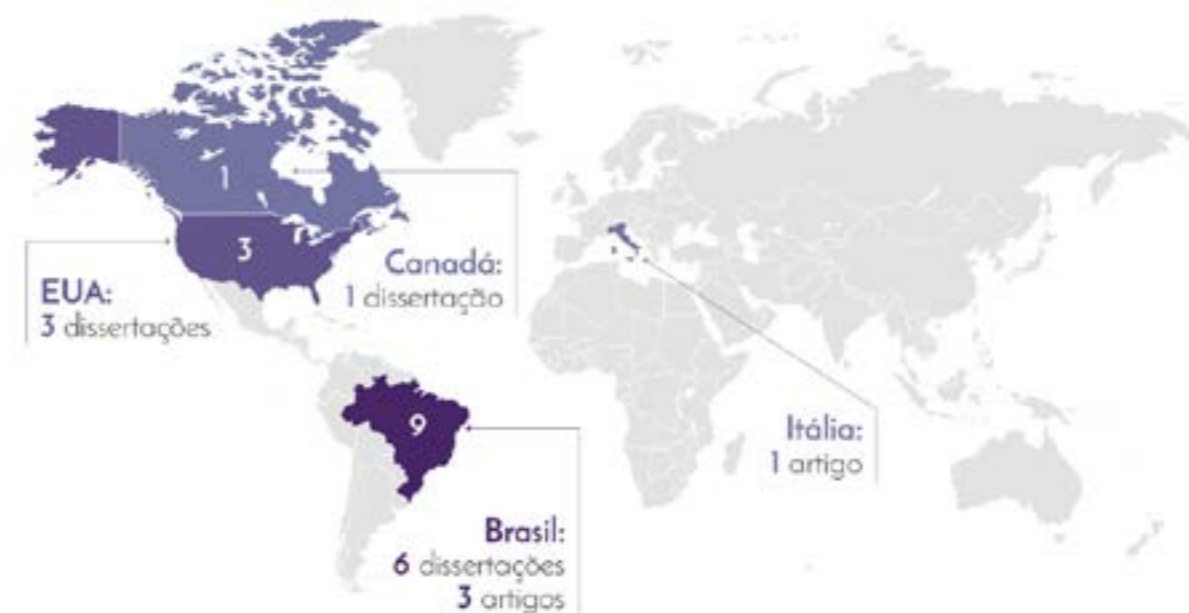 1
3
EUA:
3 dissertações
Canadá:
1 dissertação
9
Itália:
1 artigo
Brasil:
6 dissertações
3 artigos